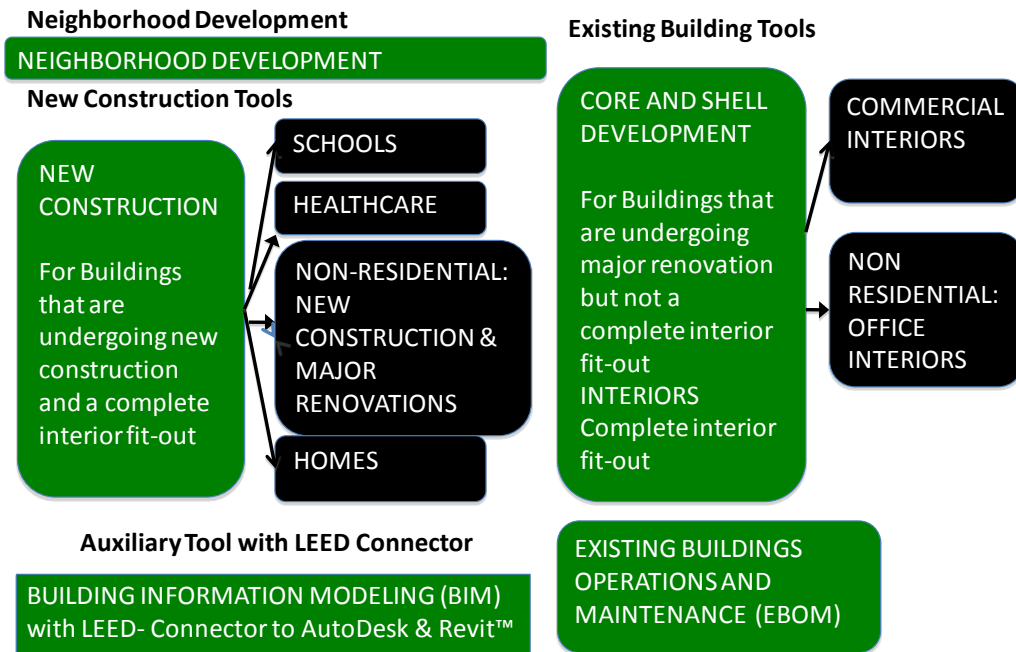 Neighborhood Development
NEIGHBORHOOD DEVELOPMENT
New Construction Tools
NEW
CONSTRUCTION
For Buildings
that are
undergoing new
construction
and a complete
interior fit-out
SCHOOLS
HEALTHCARE
NON-RESIDENTIAL:
NEW
CONSTRUCTION &
MAJOR
RENOVATIONS
HOMES
Auxiliary Tool with LEED Connector
BUILDING INFORMATION MODELING (BIM)
with LEED- Connector to AutoDesk & Revit™
Existing Building Tools
CORE AND SHELL
DEVELOPMENT
For Buildings that
are undergoing
major renovation
but not a
complete interior
fit-out
INTERIORS
Complete interior
fit-out
COMMERCIAL
INTERIORS
NON
RESIDENTIAL:
OFFICE
INTERIORS
EXISTING BUILDINGS
OPERATIONS AND
MAINTENANCE (EBOM)